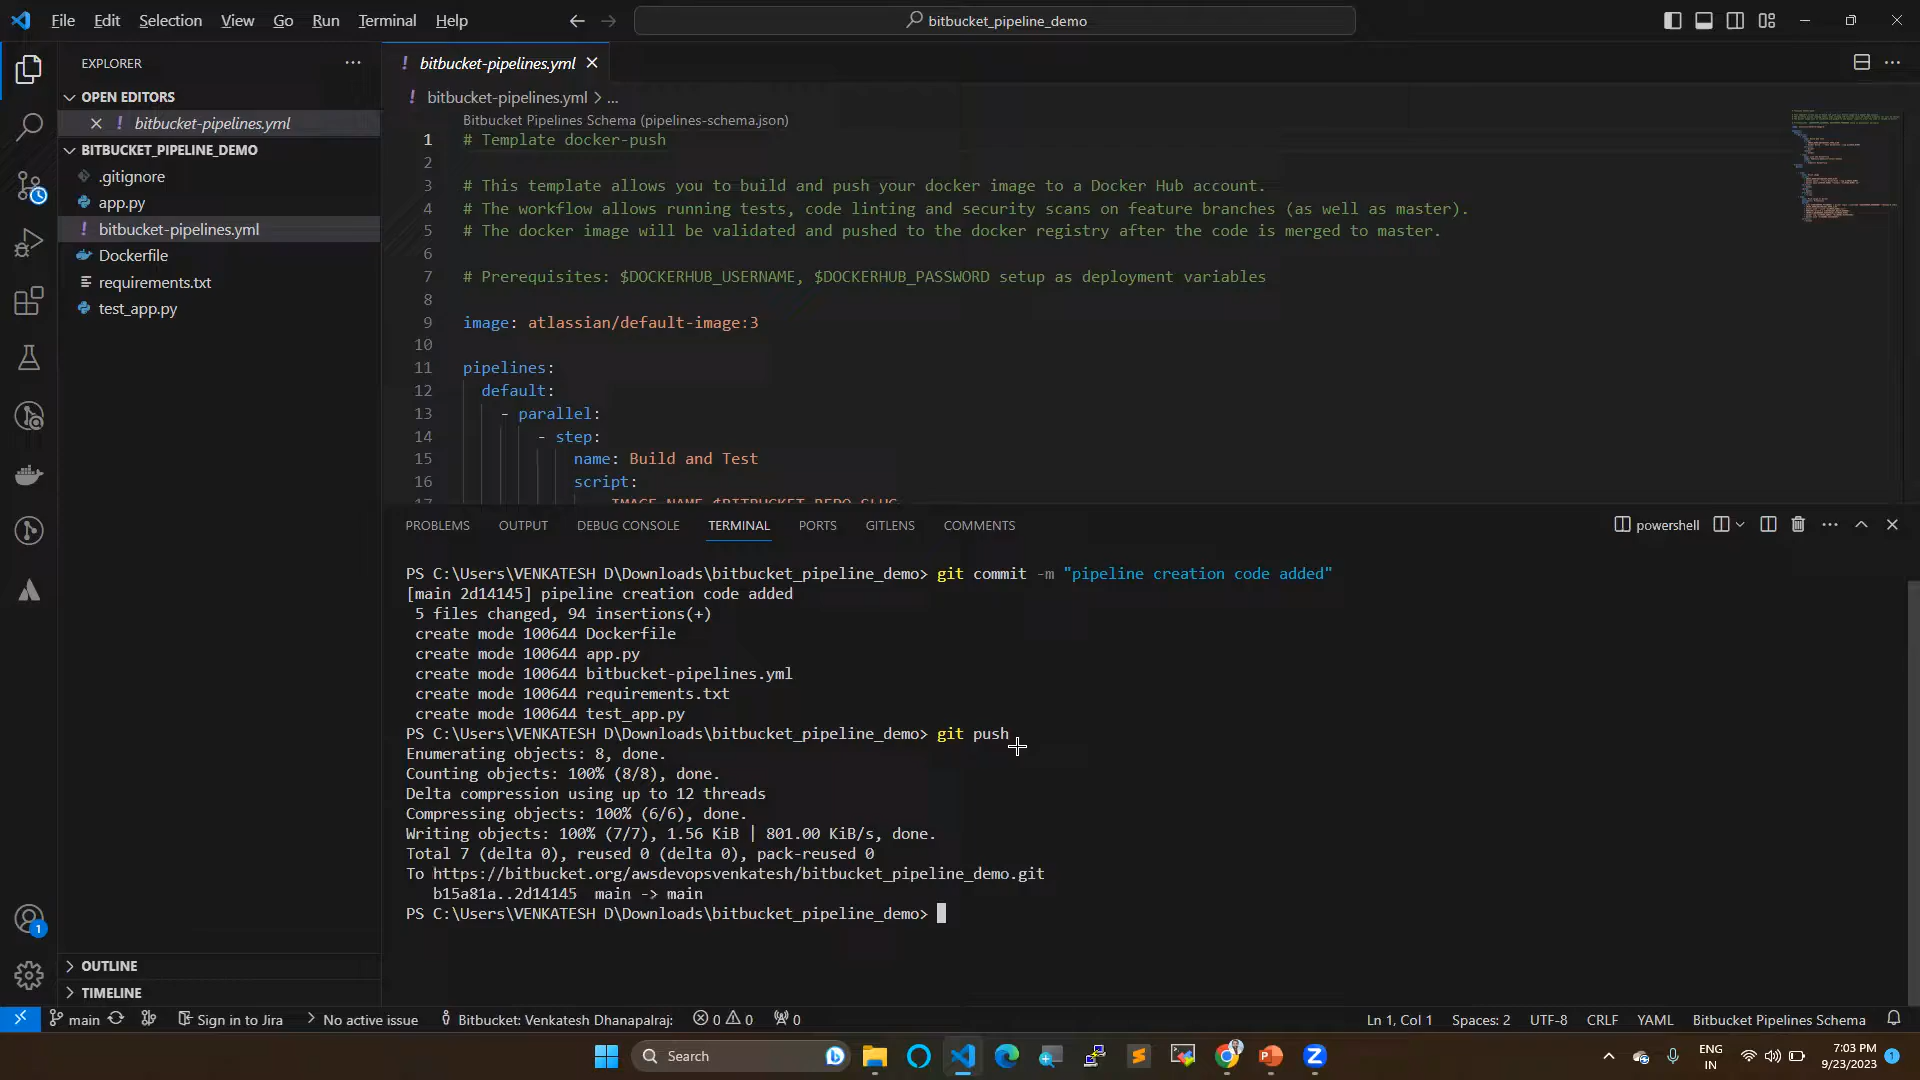 File Edit Selection View Go Run Terminal Help
bitbucket_pipeline_demo
EXPLORER
OPEN EDITORS
bitbucket-pipelines.yml
BITBUCKET_PIPELINE_DEMO
.gitignore
app.py
bitbucket-pipelines.yml
Dockerfile
requirements.txt
test_app.py
OUTLINE
TIMELINE
bitbucket-pipelines.yml
bitbucket-pipelines.yml > ...
Bitbucket Pipelines Schema (pipelines-schema.json)
1 # Template docker-push
2
3 # This template allows you to build and push your docker image to a Docker Hub account.
4 # The workflow allows running tests, code linting and security scans on feature branches (as well as master).
5 # The docker image will be validated and pushed to the docker registry after the code is merged to master.
6
7 # Prerequisites: $DOCKERHUB_USERNAME, $DOCKERHUB_PASSWORD setup as deployment variables
8
9 image: atlassian/default-image:3
10
11 pipelines:
12 default:
13 - parallel:
14 - step:
15 name: Build and Test
16 script:
17 IMAGE_NAME=$BITBUCKET_REPO_SLUG
PROBLEMS OUTPUT DEBUG CONSOLE TERMINAL PORTS GITLENS COMMENTS
powershell
PS C:\Users\VENKATESH D\Downloads\bitbucket_pipeline_demo> git commit -m "pipeline creation code added"
[main 2d14145] pipeline creation code added
5 files changed, 94 insertions(+)
create mode 100644 Dockerfile
create mode 100644 app.py
create mode 100644 bitbucket-pipelines.yml
create mode 100644 requirements.txt
create mode 100644 test_app.py
PS C:\Users\VENKATESH D\Downloads\bitbucket_pipeline_demo> git push
Enumerating objects: 8, done.
Counting objects: 100% (8/8), done.
Delta compression using up to 12 threads
Compressing objects: 100% (6/6), done.
Writing objects: 100% (7/7), 1.56 KiB | 801.00 KiB/s, done.
Total 7 (delta 0), reused 0 (delta 0), pack-reused 0
To https://bitbucket.org/awsdevopsvenkatesh/bitbucket_pipeline_demo.git
b15a81a..2d14145 main -> main
PS C:\Users\VENKATESH D\Downloads\bitbucket_pipeline_demo>
1
main Sign in to Jira No active issue Bitbucket: Venkatesh Dhanapalraj: 0 0 0 Ln 1, Col 1 Spaces: 2 UTF-8 CRLF YAML Bitbucket Pipelines Schema
Search
ENG
IN
7:03 PM
9/23/2023
1